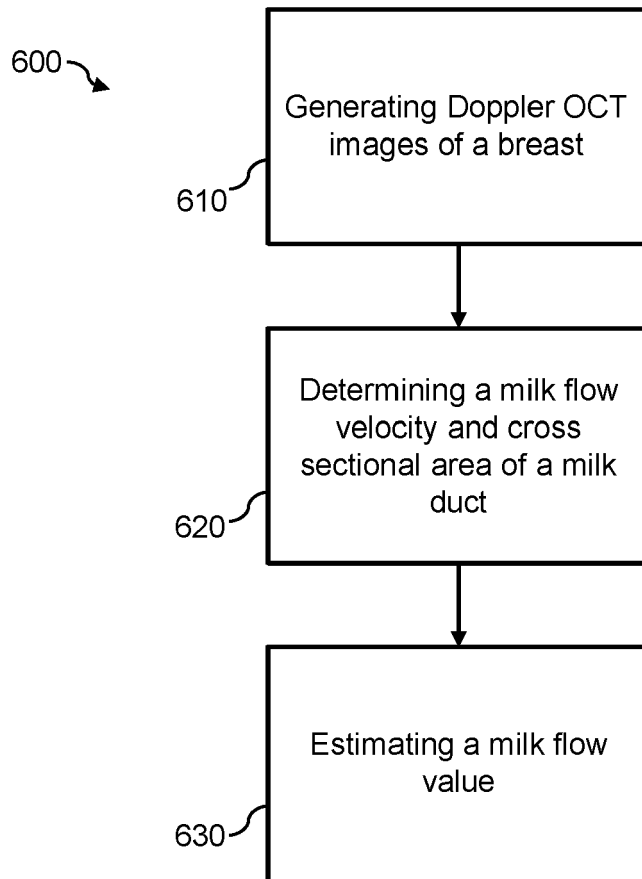 600
Generating Doppler OCT
images of a breast
610
Determining a milk flow
velocity and cross
sectional area of a milk
duct
620
Estimating a milk flow
value
630